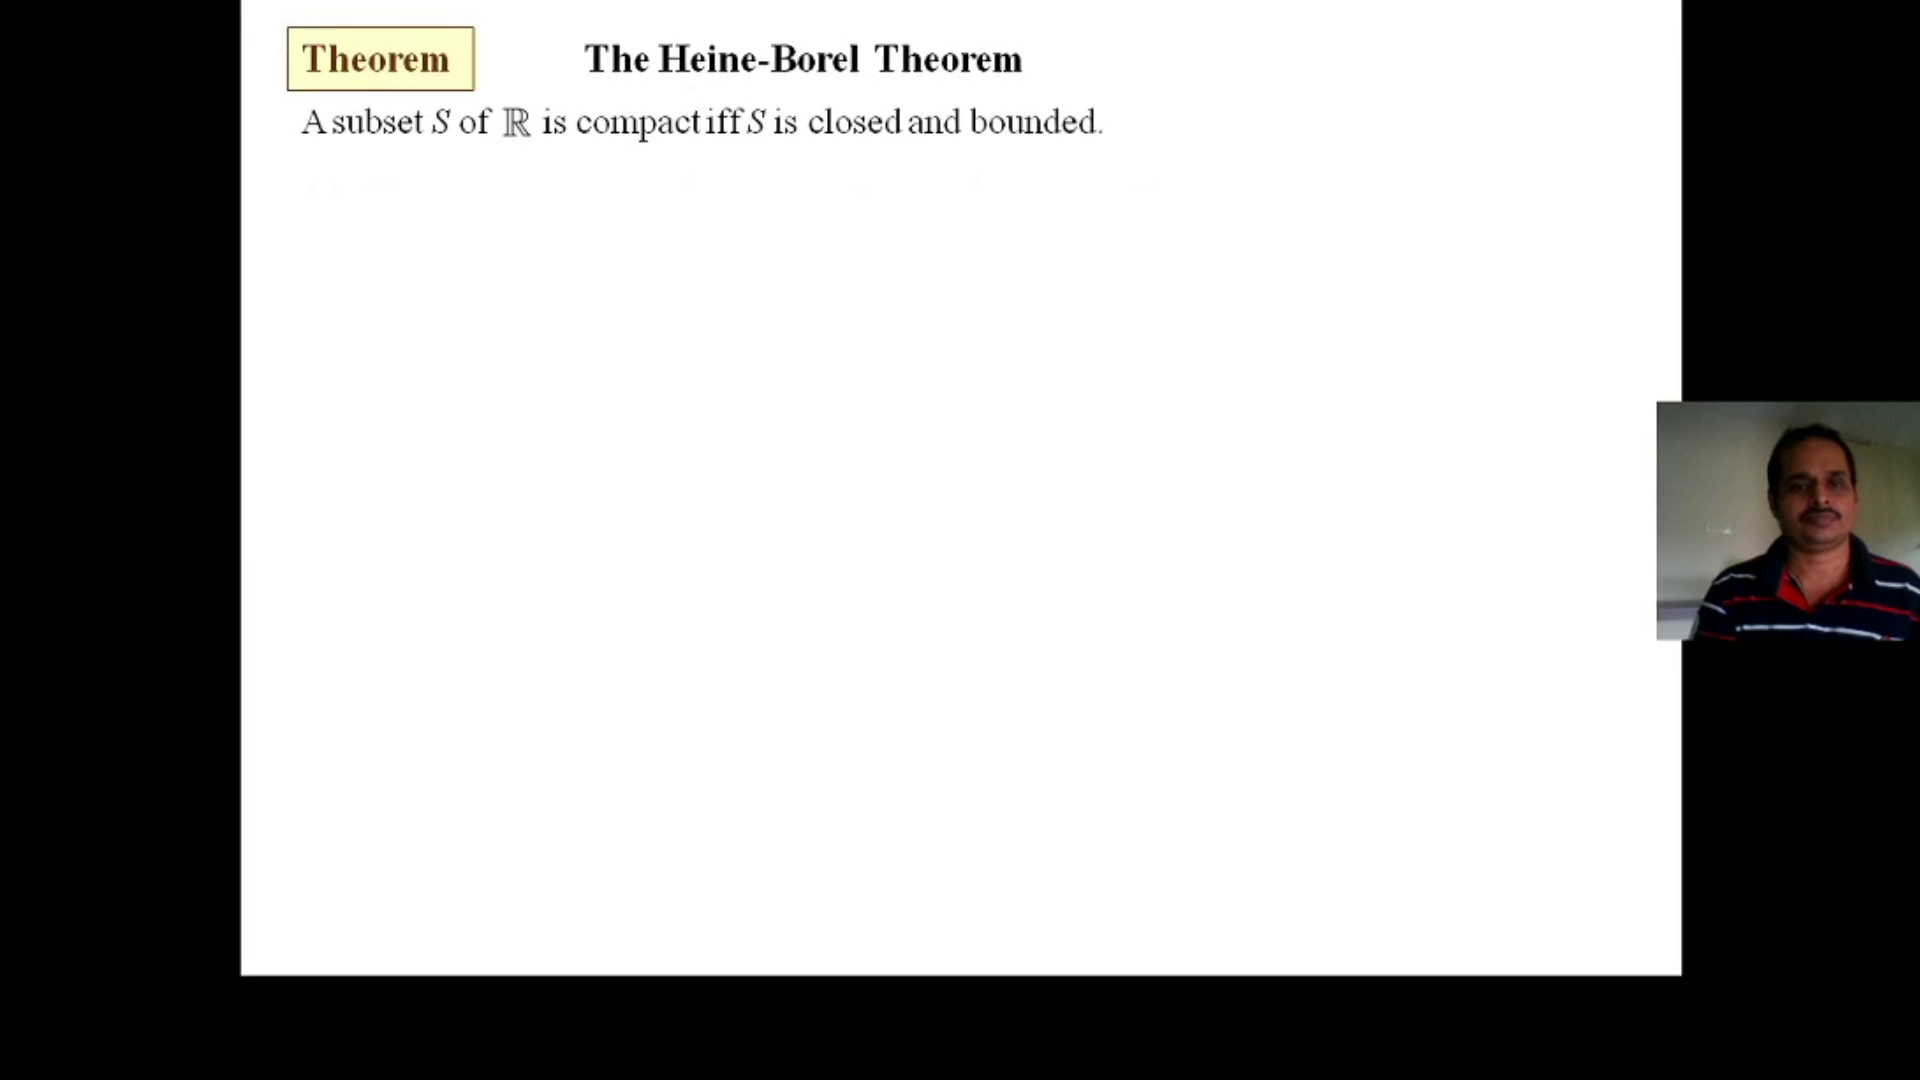 Theorem
The Heine-Borel Theorem
A subset S of ℝ is compact iff S is closed and bounded.